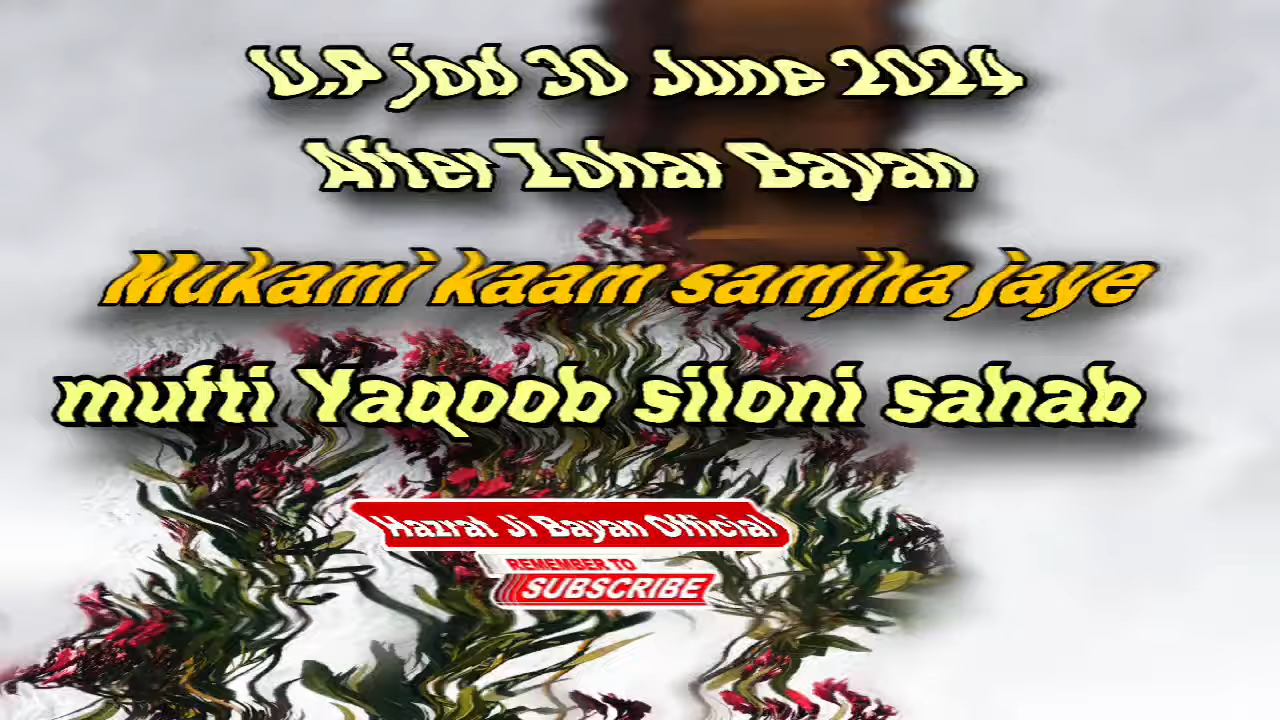 U.P jod 30 June 2024
After Zohar Bayan
Mukami kaam samjha jaye
mufti Yaqoob siloni sahab
Hazrat Ji Bayan Official
REMEMBER TO
SUBSCRIBE